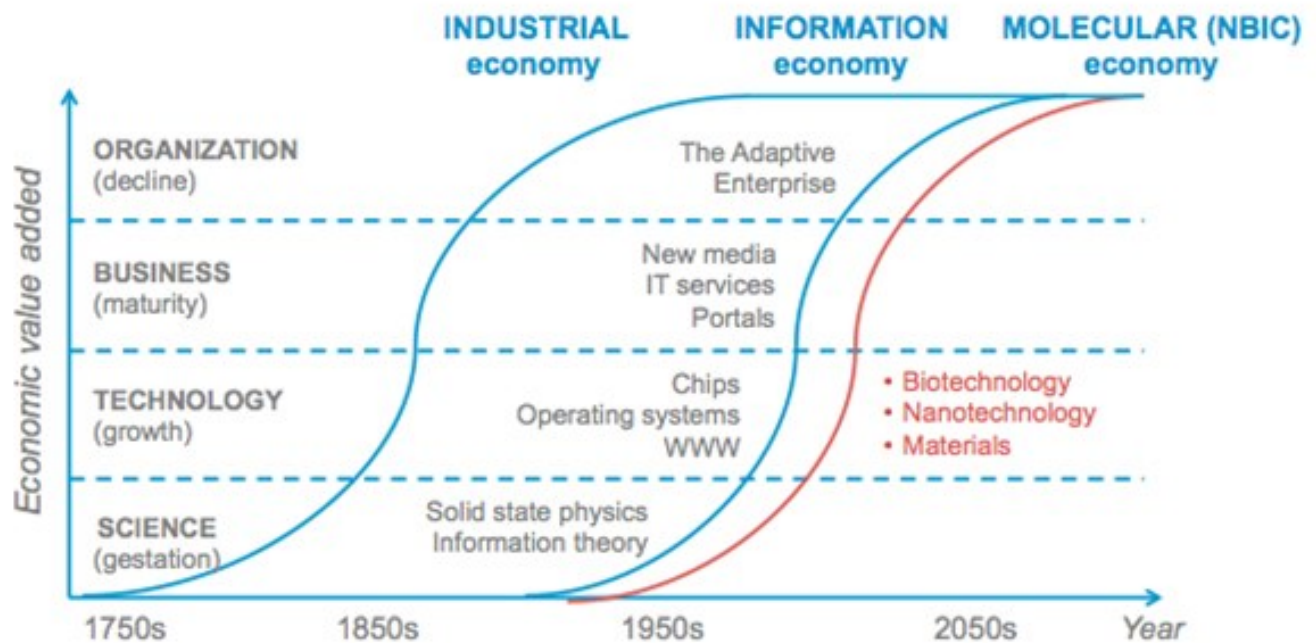 INDUSTRIAL
economy
INFORMATION
economy
MOLECULAR (NBIC)
economy
Economic value added
ORGANIZATION
(decline)
The Adaptive
Enterprise
BUSINESS
(maturity)
New media
IT services
Portals
TECHNOLOGY
(growth)
Chips
Operating systems
WWW
• Biotechnology
• Nanotechnology
• Materials
SCIENCE
(gestation)
Solid state physics
Information theory
1750s
1850s
1950s
2050s
Year